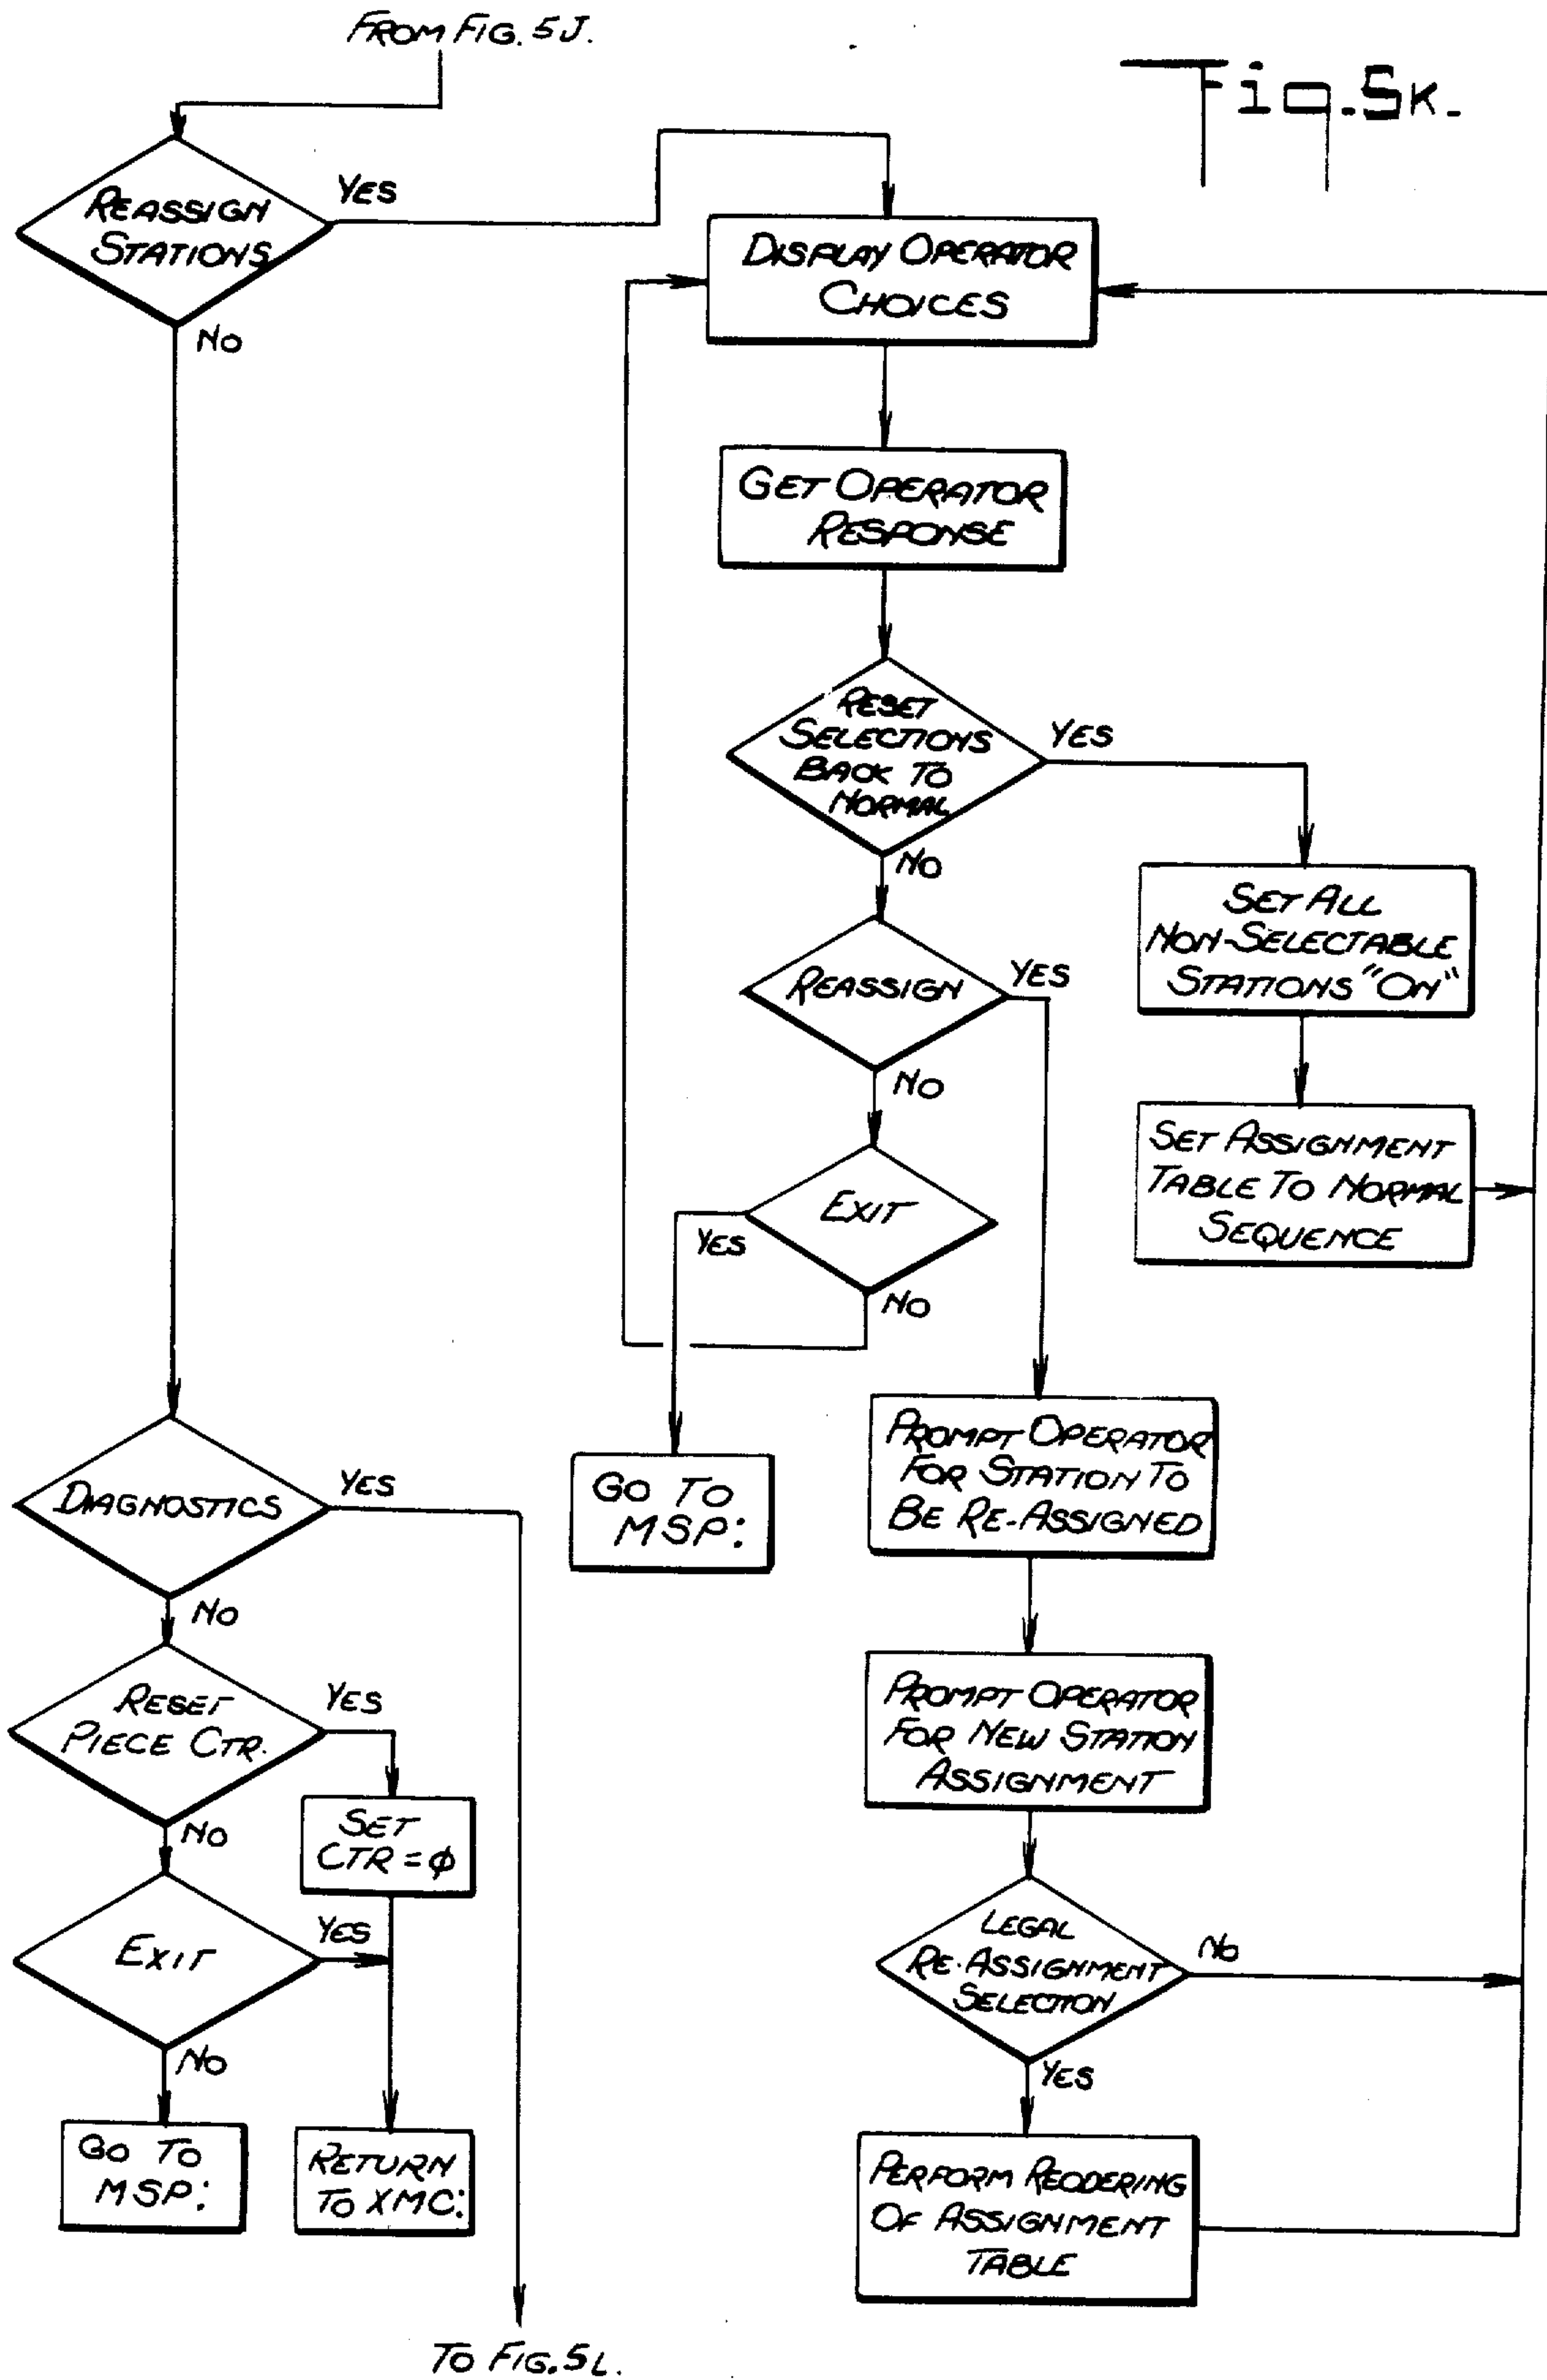 FROM FIG. 5J.
Fig.5K.
REASSIGN
STATIONS
YES
NO
DISPLAY OPERATOR
CHOICES
GET OPERATOR
RESPONSE
RESET
SELECTIONS
BACK TO
NORMAL
YES
NO
SET ALL
NON-SELECTABLE
STATIONS "ON"
REASSIGN
YES
NO
SET ASSIGNMENT
TABLE TO NORMAL
SEQUENCE
EXIT
YES
NO
GO TO
MSP:
PROMPT OPERATOR
FOR STATION TO
BE RE-ASSIGNED
DIAGNOSTICS
YES
NO
PROMPT OPERATOR
FOR NEW STATION
ASSIGNMENT
RESET
PIECE CTR.
YES
NO
SET
CTR = φ
LEGAL
RE-ASSIGNMENT
SELECTION
NO
YES
EXIT
YES
NO
GO TO
MSP:
RETURN
TO XMC:
PERFORM REODERING
OF ASSIGNMENT
TABLE
TO FIG. 5L.